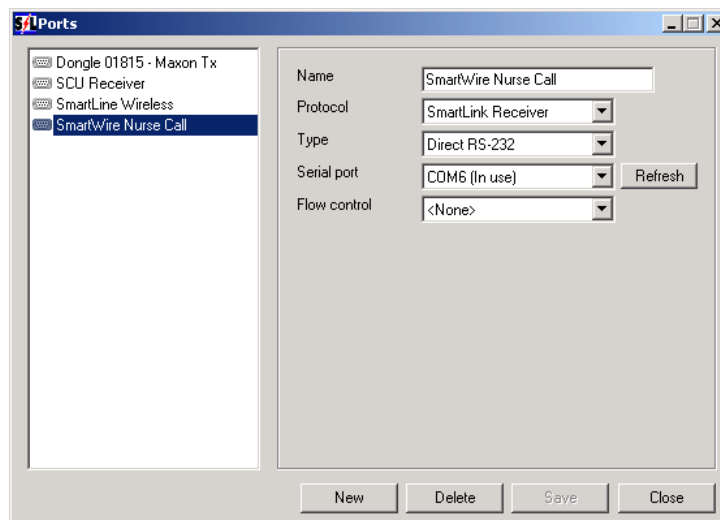 Ports
Dongle 01815 - Maxon Tx
SCU Receiver
SmartLine Wireless
SmartWire Nurse Call
Name SmartWire Nurse Call
Protocol SmartLink Receiver
Type Direct RS-232
Serial port COM6 (In use) Refresh
Flow control <None>
New Delete Save Close